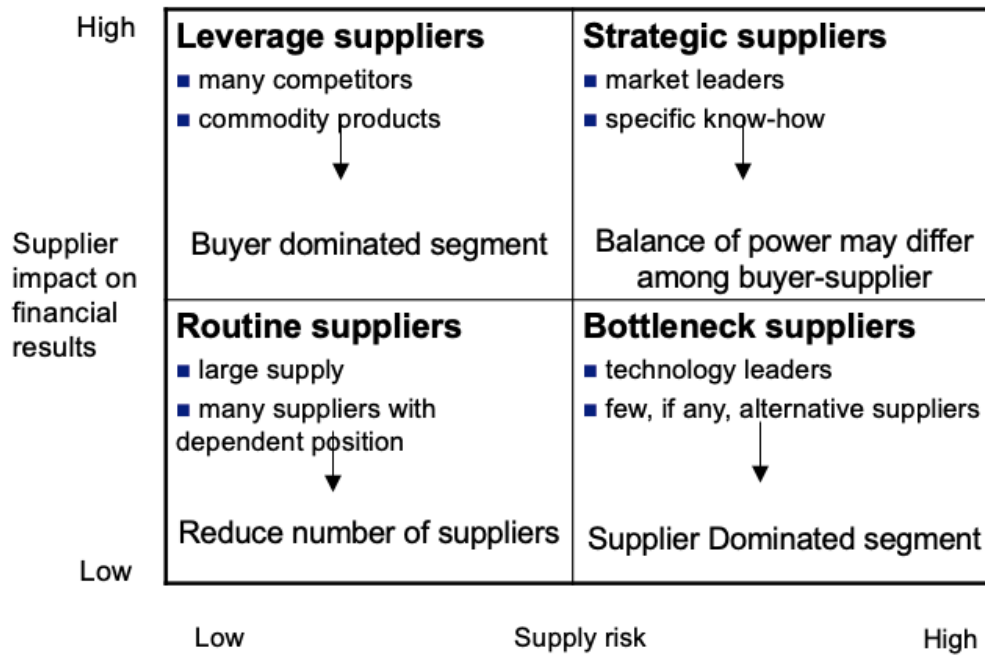 High
Leverage suppliers
■ many competitors
■ commodity products
Buyer dominated segment
Strategic suppliers
■ market leaders
■ specific know-how
Balance of power may differ
among buyer-supplier
Supplier
impact on
financial
results
Routine suppliers
■ large supply
■ many suppliers with
dependent position
Reduce number of suppliers
Bottleneck suppliers
■ technology leaders
■ few, if any, alternative suppliers
Supplier Dominated segment
Low
Low
Supply risk
High